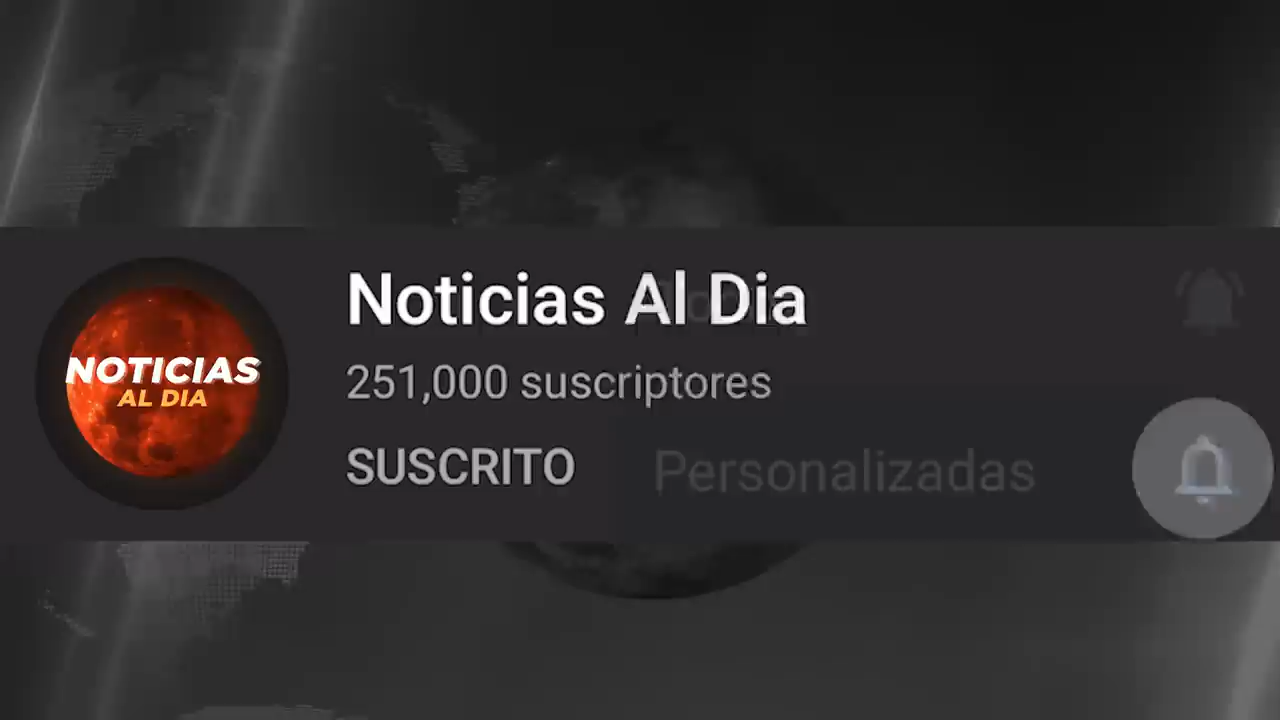 NOTICIAS
AL DIA
Noticias Al Dia
251,000 suscriptores
SUSCRITO
Personalizadas